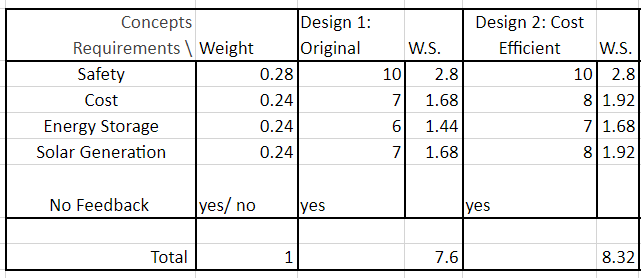 Concepts Design 1: Design 2: Cost
Requirements \ Weight Original W.S. Efficient W.S.
Safety 0.28 10 2.8 10 2.8
Cost 0.24 7 1.68 8 1.92
Energy Storage 0.24 6 1.44 7 1.68
Solar Generation 0.24 7 1.68 8 1.92
No Feedback yes/ no yes yes
Total 1 7.6 8.32